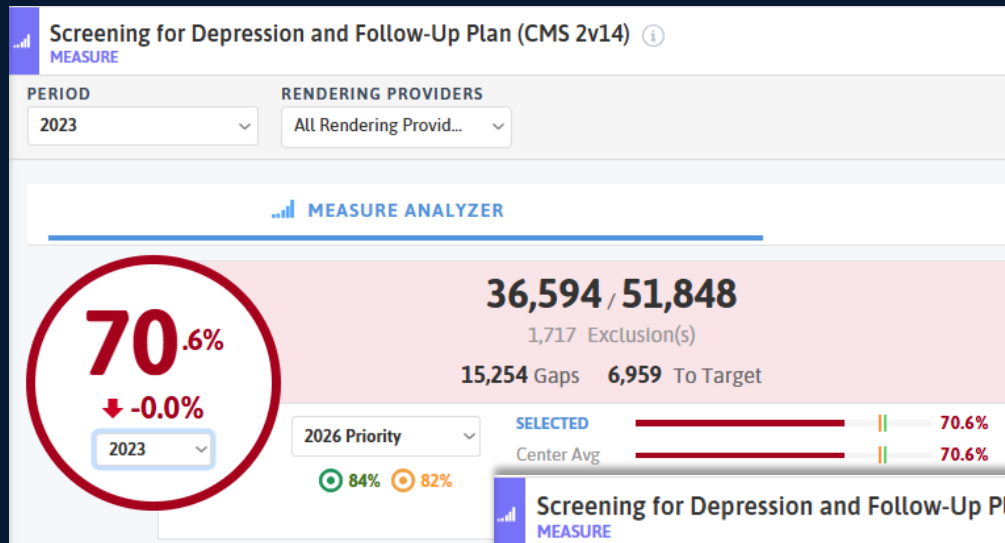 Screening for Depression and Follow-Up Plan (CMS 2v14)
MEASURE
PERIOD
RENDERING PROVIDERS
2023
All Rendering Provid...
MEASURE ANALYZER
70.6%
-0.0%
2023
36,594 / 51,848
1,717 Exclusion(s)
15,254 Gaps 6,959 To Target
2026 Priority
84% 82%
SELECTED 70.6%
Center Avg 70.6%
Screening for Depression and Follow-Up Pl
MEASURE